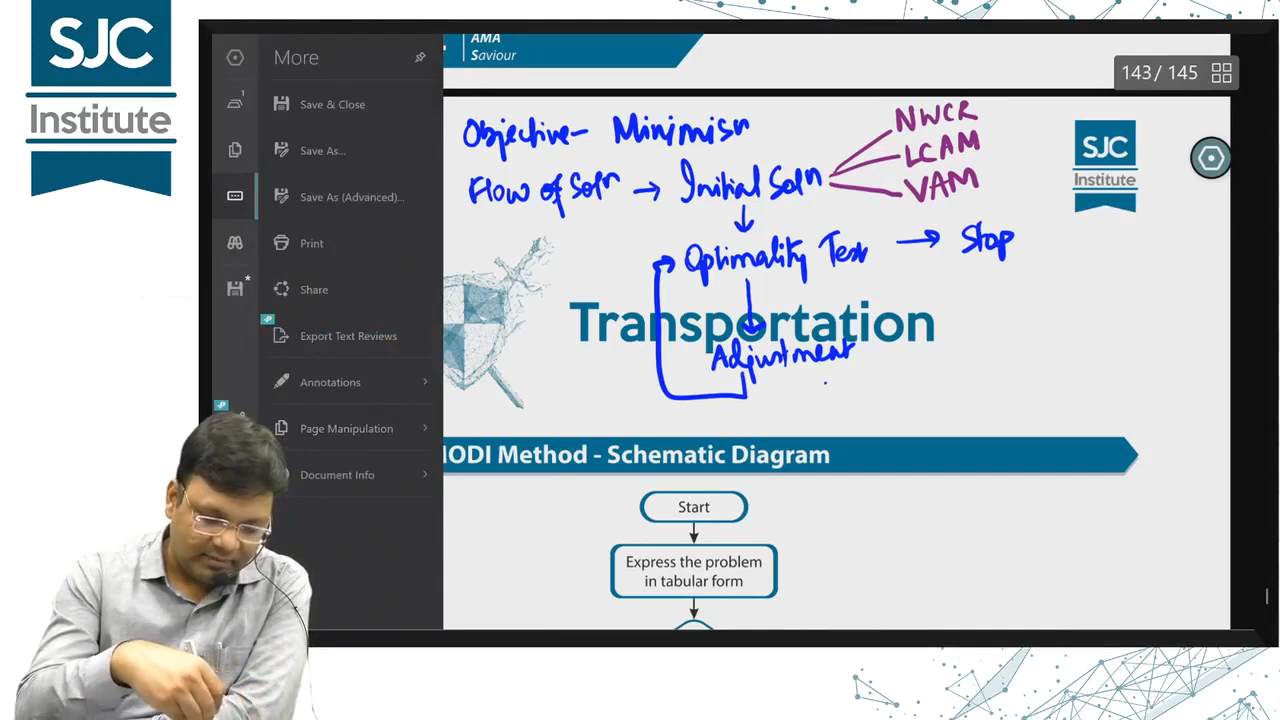 SJC
Institute
More
Save & Close
Save As...
Save As (Advanced)...
Print
Share
Export Text Reviews
Annotations
Page Manipulation
Document Info
1
AMA
Saviour
143/ 145
Objective- Minimisn
Flow of Soln → Initial Soln
NWCR
LCAM
VAM
Optimality Test → Stop
Adjustment
SJC
Institute
Transportation
MODI Method - Schematic Diagram
Start
Express the problem
in tabular form